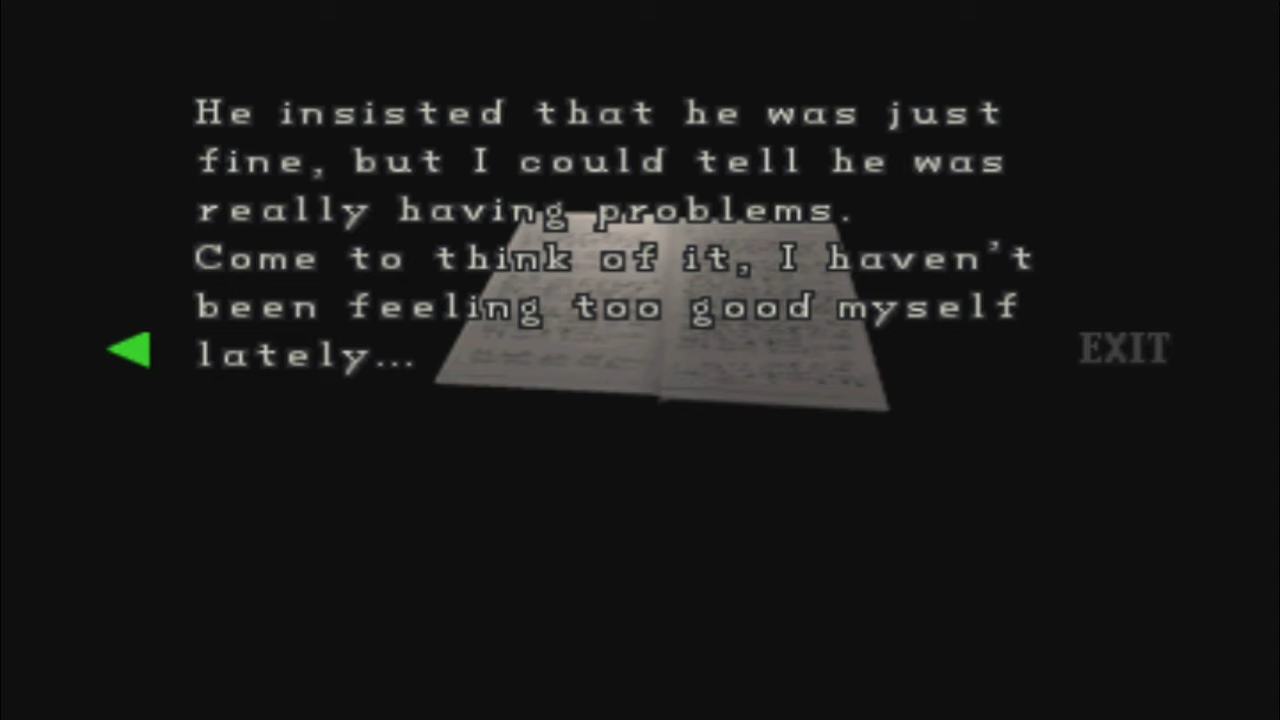 He insisted that he was just
fine, but I could tell he was
really having problems.
Come to think of it, I haven't
been feeling too good myself
lately...
EXIT